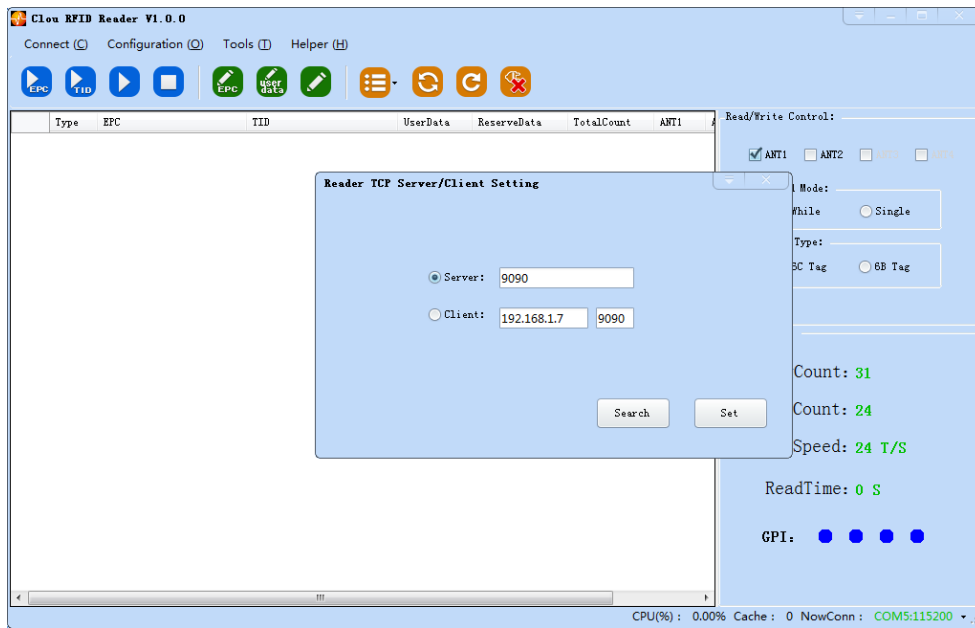 Clou RFID Reader V1.0.0
Connect (C) Configuration (O) Tools (T) Helper (H)
EPC TID EPC user data
Type EPC TID UserData ReserveData TotalCount ANT1
Read/Write Control:
ANT1 ANT2
Reader TCP Server/Client Setting
Mode:
While Single
Type:
6C Tag 6B Tag
Server: 9090
Client: 192.168.1.7 9090
Search Set
Count: 31
Count: 24
Speed: 24 T/S
ReadTime: 0 S
GPI:
CPU(%) : 0.00% Cache : 0 NowConn : COM5:115200